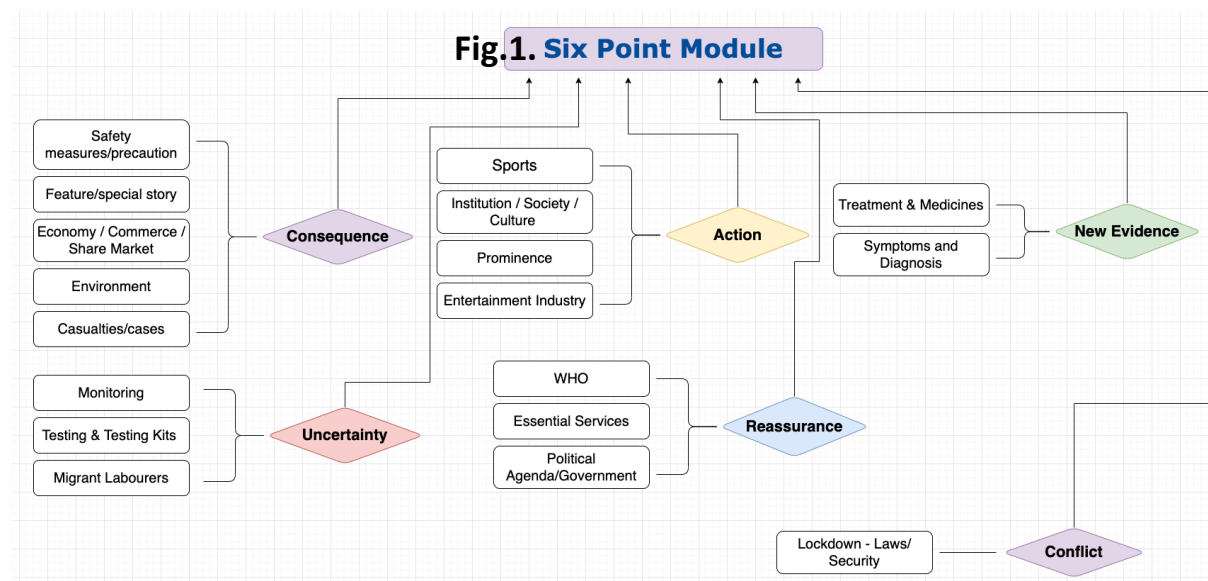 Fig.1. Six Point Module
Safety
measures/precaution
Feature/special story
Economy / Commerce /
Share Market
Environment
Casualties/cases
Consequence
Sports
Institution / Society /
Culture
Prominence
Entertainment Industry
Action
Treatment & Medicines
Symptoms and
Diagnosis
New Evidence
Monitoring
Testing & Testing Kits
Migrant Labourers
Uncertainty
WHO
Essential Services
Political
Agenda/Government
Reassurance
Lockdown - Laws/
Security
Conflict